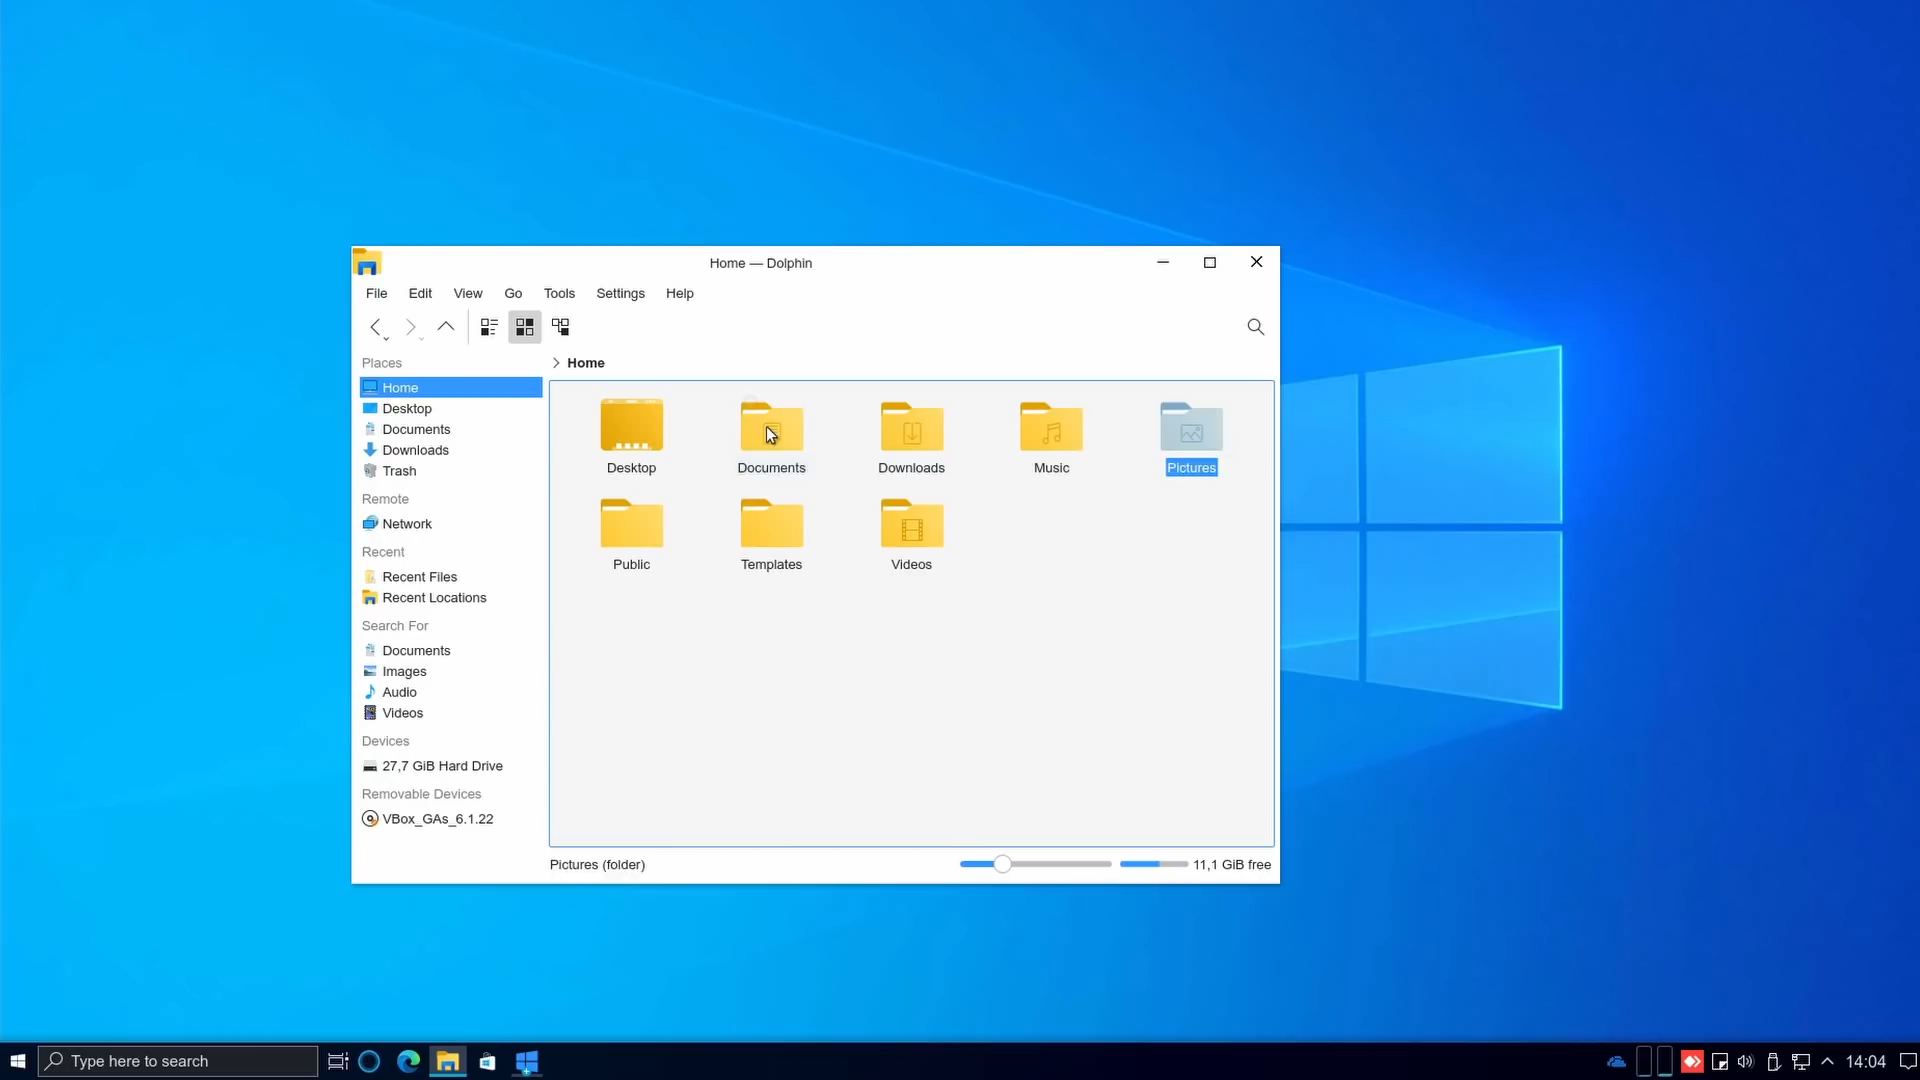 Home — Dolphin
File Edit View Go Tools Settings Help
Places
Home
Desktop
Documents
Downloads
Trash
Remote
Network
Recent
Recent Files
Recent Locations
Search For
Documents
Images
Audio
Videos
Devices
27,7 GiB Hard Drive
Removable Devices
VBox_GAs_6.1.22
Home
Desktop Documents Downloads Music Pictures
Public Templates Videos
Pictures (folder) 11,1 GiB free
Type here to search 14:04